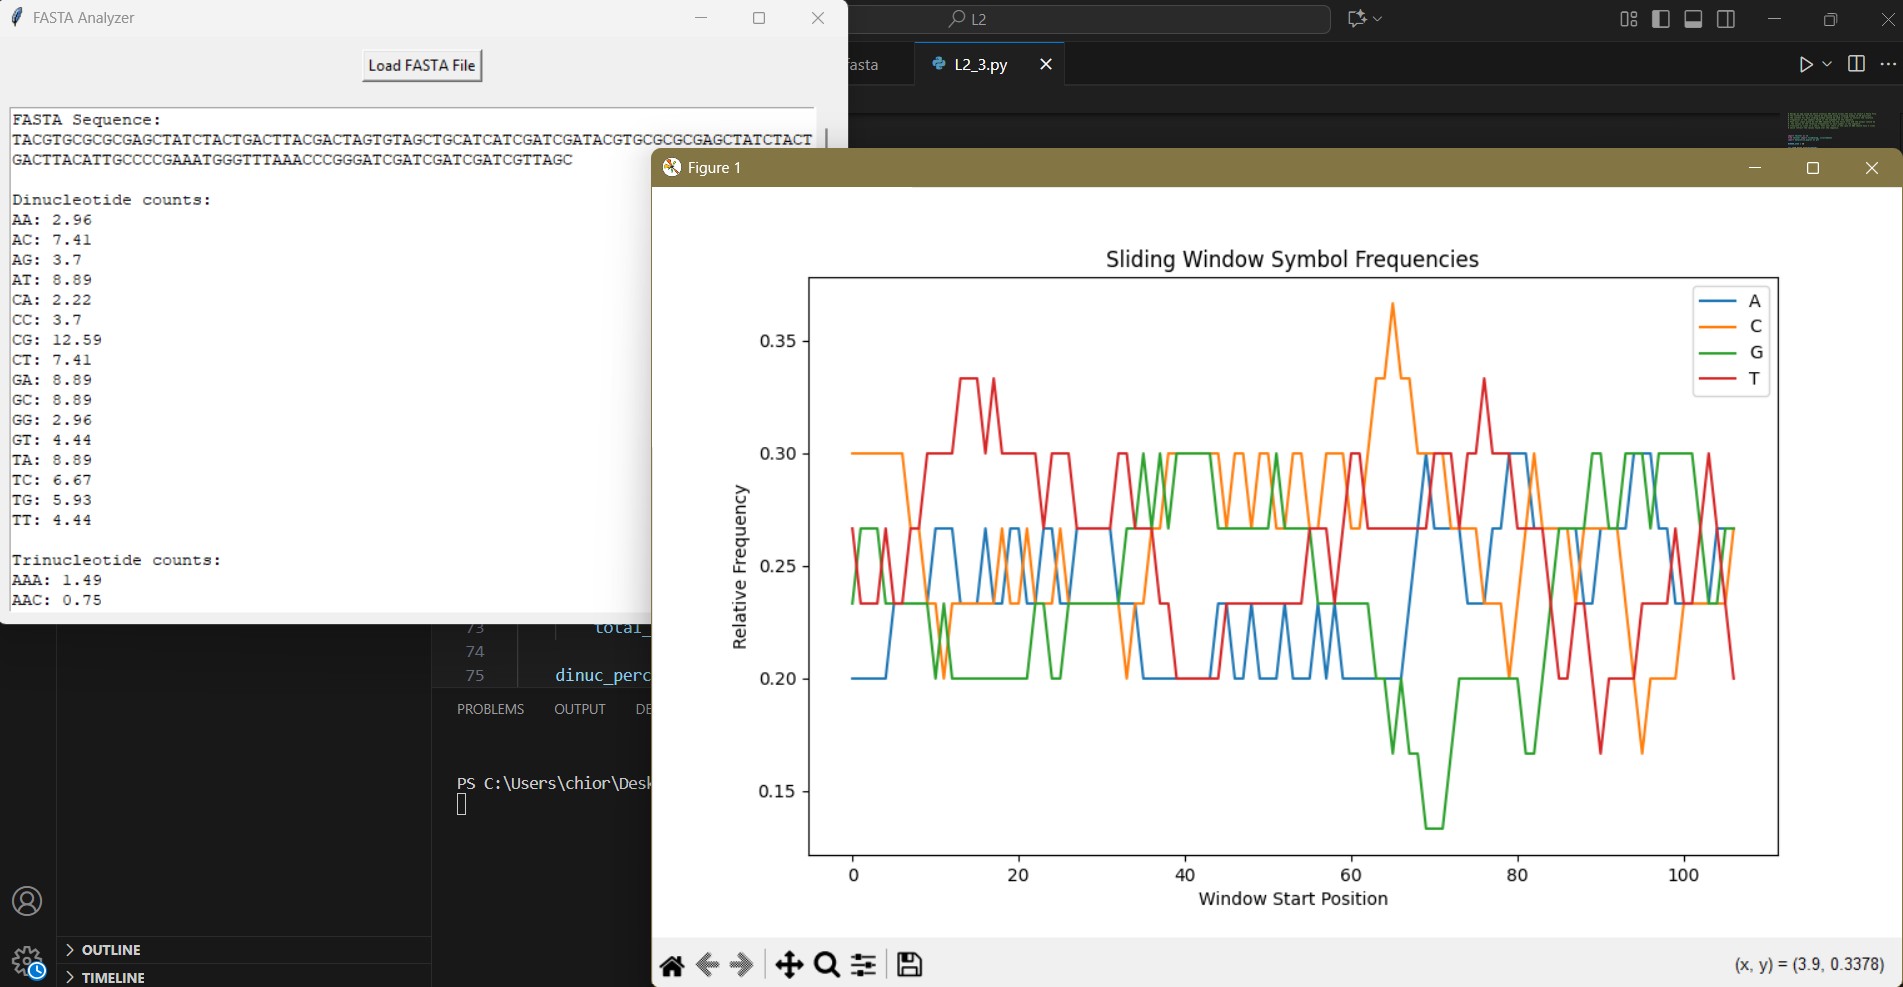 FASTA Analyzer
L2
Load FASTA File
asta
L2_3.py
FASTA Sequence:
TACGTGCGCGCGAGCTATCTACTGACTTACGACTAGTGTAGCTGCATCATCGATCGATACGTGCGCGCGAGCTATCTACT
GACTTACATTGCCCCGAAATGGGTTTAAACCCGGGATCGATCGATCGATCGTTAGC
Dinucleotide counts:
AA: 2.96
AC: 7.41
AG: 3.7
AT: 8.89
CA: 2.22
CC: 3.7
CG: 12.59
CT: 7.41
GA: 8.89
GC: 8.89
GG: 2.96
GT: 4.44
TA: 8.89
TC: 6.67
TG: 5.93
TT: 4.44
Trinucleotide counts:
AAA: 1.49
AAC: 0.75
Figure 1
Sliding Window Symbol Frequencies
A
C
G
T
0.35
0.30
0.25
0.20
0.15
Relative Frequency
0
20
40
60
80
100
Window Start Position
(x, y) = (3.9, 0.3378)
73
total_
74
75
dinuc_perc
PROBLEMS
OUTPUT
DE
PS C:\Users\chior\Desk
OUTLINE
TIMELINE